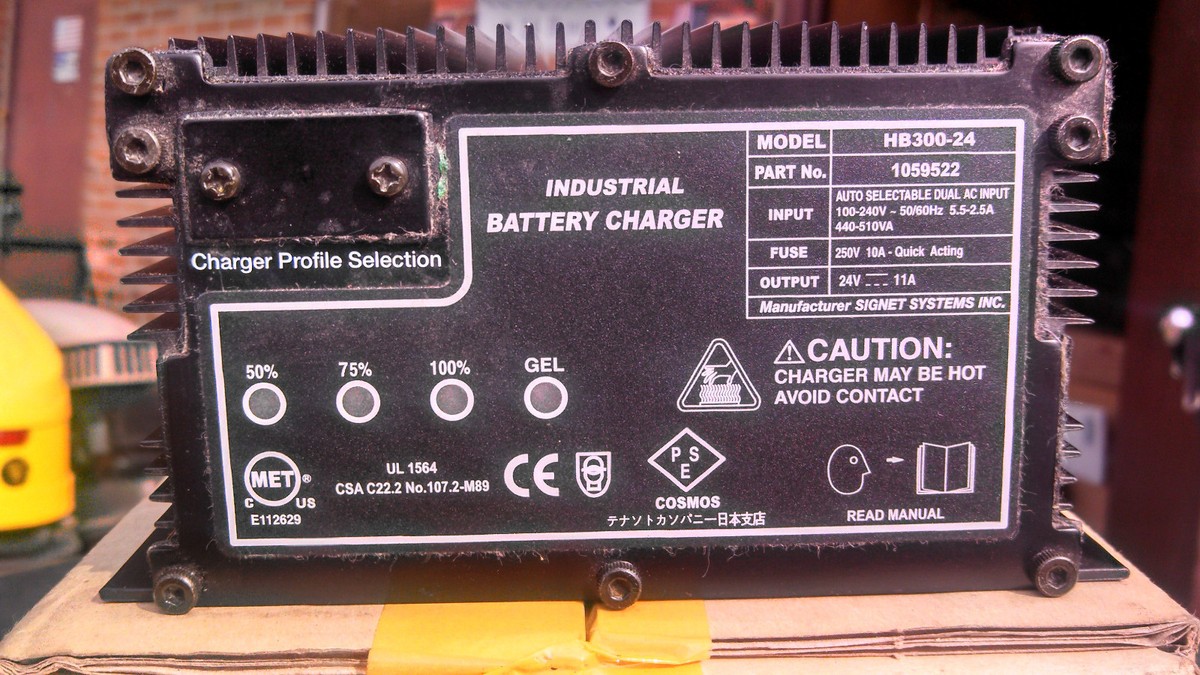 INDUSTRIAL
BATTERY CHARGER
MODEL HB300-24
PART No. 1059522
INPUT AUTO SELECTABLE DUAL AC INPUT
100-240V ~ 50/60Hz 5.5-2.5A
440-510VA
FUSE 250V 10A - Quick Acting
OUTPUT 24V 11A
Manufacturer SIGNET SYSTEMS INC.
Charger Profile Selection
50% 75% 100% GEL
CAUTION:
CHARGER MAY BE HOT
AVOID CONTACT
MET ®
C US
E112629
UL 1564
CSA C22.2 No.107.2-M89
CE
P S
E
COSMOS
テナソトカソパニー日本支店
READ MANUAL